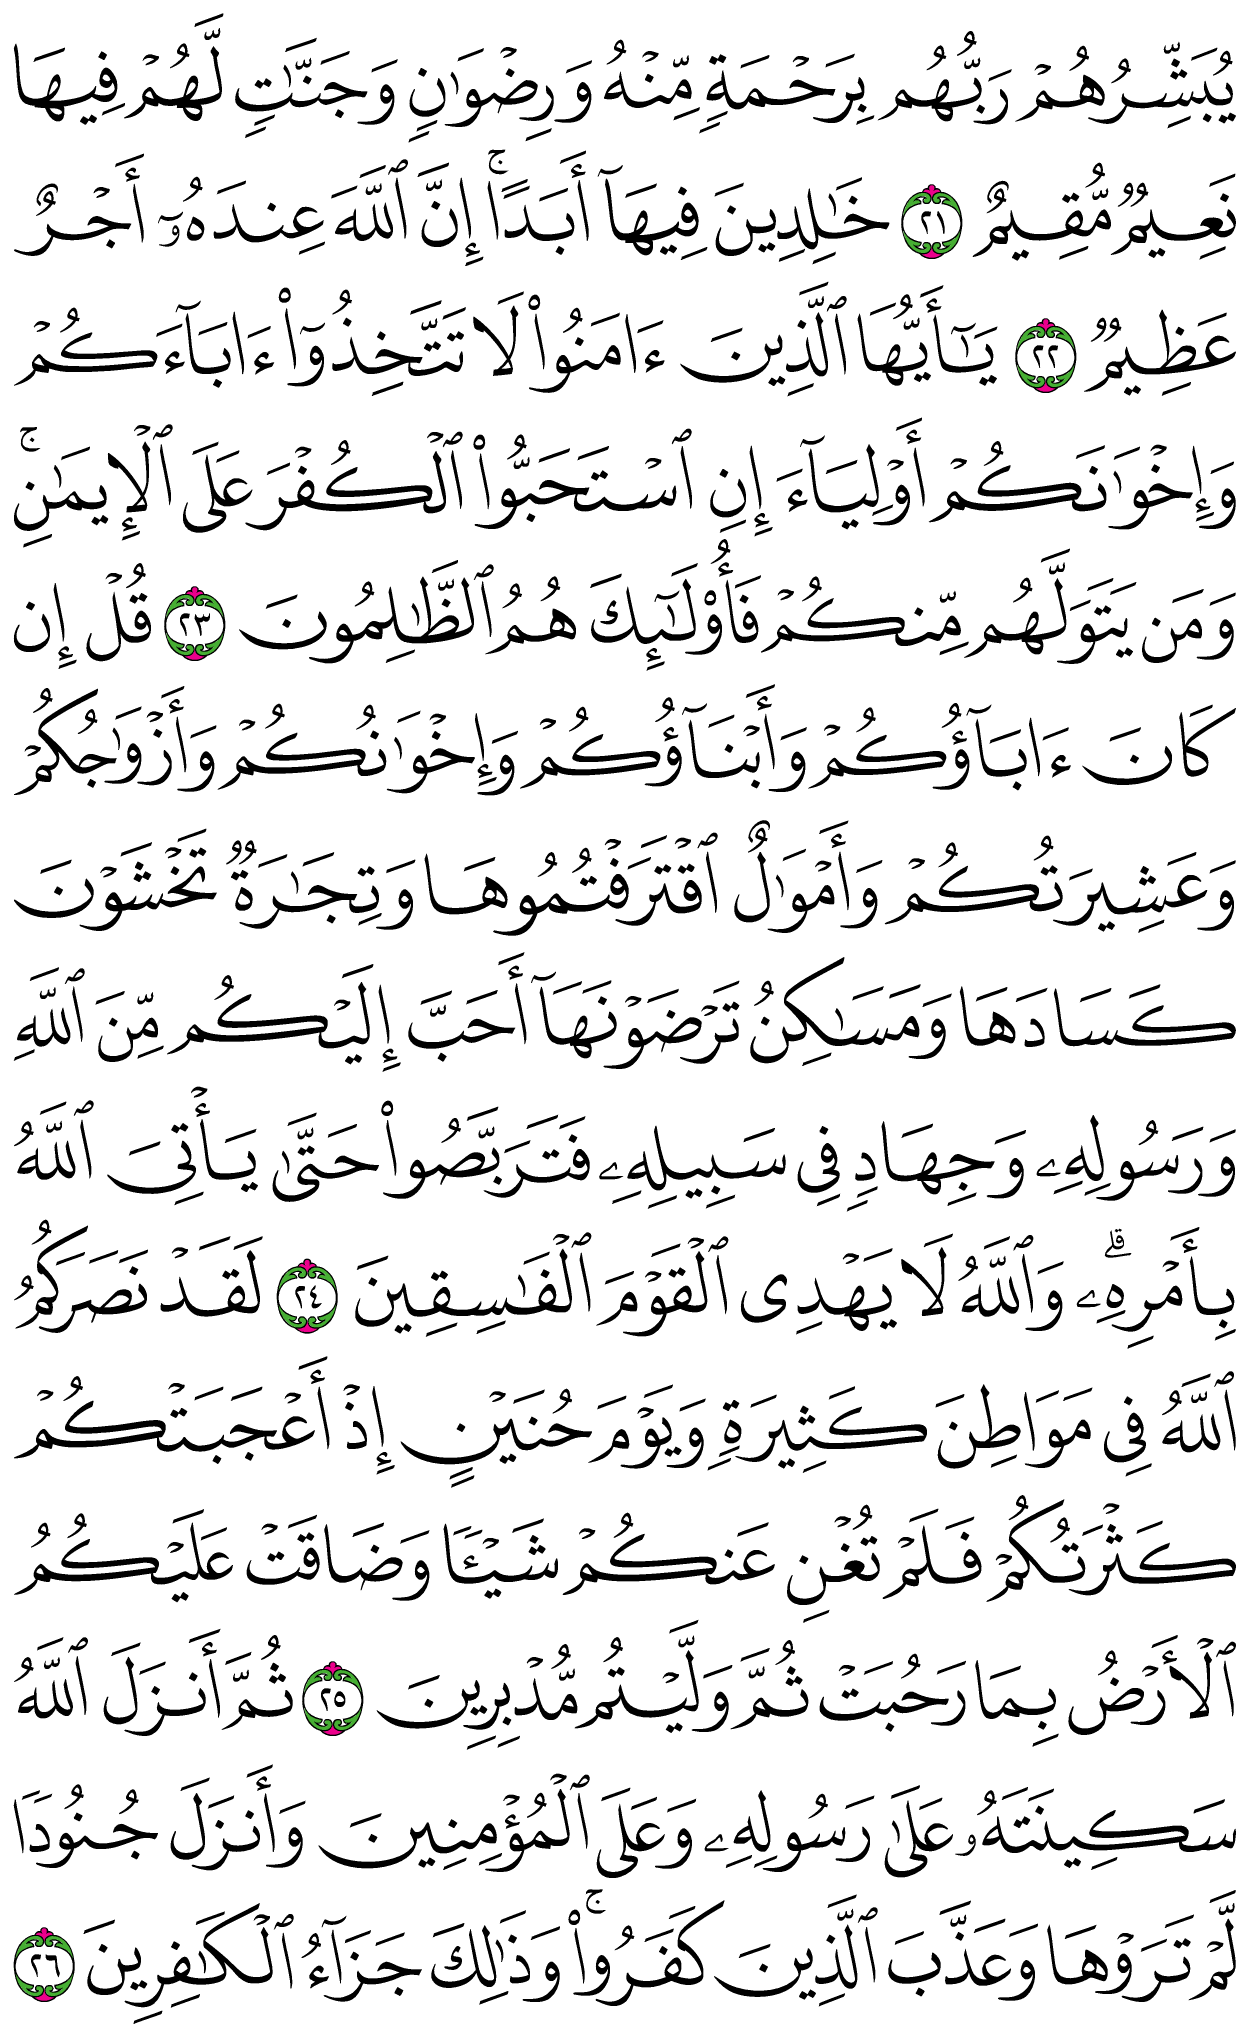 يُبَشِّرُهُمۡ رَبُّهُم بِرَحۡمَةٖ مِّنۡهُ وَرِضۡوَٰنٖ وَجَنَّٰتٖ لَّهُمۡ فِيهَا
نَعِيمٞ مُّقِيمٌ ٢١ خَٰلِدِينَ فِيهَآ أَبَدًاۚ إِنَّ ٱللَّهَ عِندَهُۥٓ أَجۡرٌ
عَظِيمٞ ٢٢ يَٰٓأَيُّهَا ٱلَّذِينَ ءَامَنُواْ لَا تَتَّخِذُوٓاْ ءَابَآءَكُمۡ
وَإِخۡوَٰنَكُمۡ أَوۡلِيَآءَ إِنِ ٱسۡتَحَبُّواْ ٱلۡكُفۡرَ عَلَى ٱلۡإِيمَٰنِۚ
وَمَن يَتَوَلَّهُم مِّنكُمۡ فَأُوْلَٰٓئِكَ هُمُ ٱلظَّٰلِمُونَ ٢٣ قُلۡ إِن
كَانَ ءَابَآؤُكُمۡ وَأَبۡنَآؤُكُمۡ وَإِخۡوَٰنُكُمۡ وَأَزۡوَٰجُكُمۡ
وَعَشِيرَتُكُمۡ وَأَمۡوَٰلٌ ٱقۡتَرَفۡتُمُوهَا وَتِجَٰرَةٞ تَخۡشَوۡنَ
كَسَادَهَا وَمَسَٰكِنُ تَرۡضَوۡنَهَآ أَحَبَّ إِلَيۡكُم مِّنَ ٱللَّهِ
وَرَسُولِهِۦ وَجِهَادٖ فِي سَبِيلِهِۦ فَتَرَبَّصُواْ حَتَّىٰ يَأۡتِيَ ٱللَّهُ
بِأَمۡرِهِۦۗ وَٱللَّهُ لَا يَهۡدِي ٱلۡقَوۡمَ ٱلۡفَٰسِقِينَ ٢٤ لَقَدۡ نَصَرَكُمُ
ٱللَّهُ فِي مَوَاطِنَ كَثِيرَةٖ وَيَوۡمَ حُنَيۡنٍ إِذۡ أَعۡجَبَتۡكُمۡ
كَثۡرَتُكُمۡ فَلَمۡ تُغۡنِ عَنكُمۡ شَيۡـٔٗا وَضَاقَتۡ عَلَيۡكُمُ
ٱلۡأَرۡضُ بِمَا رَحُبَتۡ ثُمَّ وَلَّيۡتُم مُّدۡبِرِينَ ٢٥ ثُمَّ أَنزَلَ ٱللَّهُ
سَكِينَتَهُۥ عَلَىٰ رَسُولِهِۦ وَعَلَى ٱلۡمُؤۡمِنِينَ وَأَنزَلَ جُنُودٗا
لَّمۡ تَرَوۡهَا وَعَذَّبَ ٱلَّذِينَ كَفَرُواْۚ وَذَٰلِكَ جَزَآءُ ٱلۡكَٰفِرِينَ ٢٦